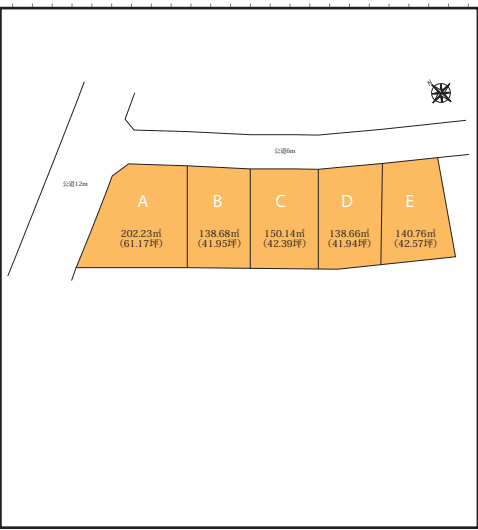 N
公道6m
公道12m
A
B
C
D
E
202.23㎡
(61.17坪)
138.68㎡
(41.95坪)
150.14㎡
(42.39坪)
138.66㎡
(41.94坪)
140.76㎡
(42.57坪)